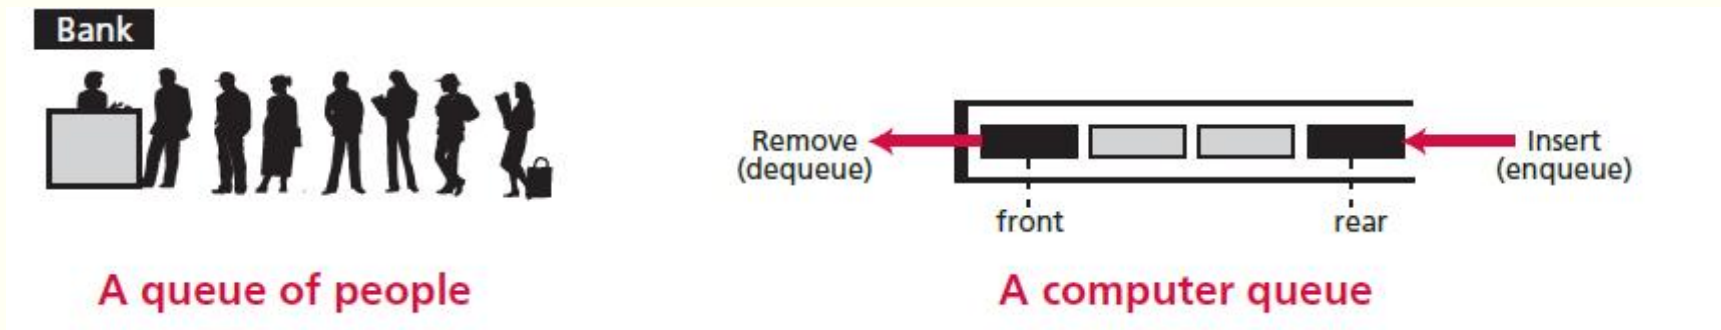 Bank
Remove
(dequeue)
Insert
(enqueue)
front
rear
A queue of people
A computer queue